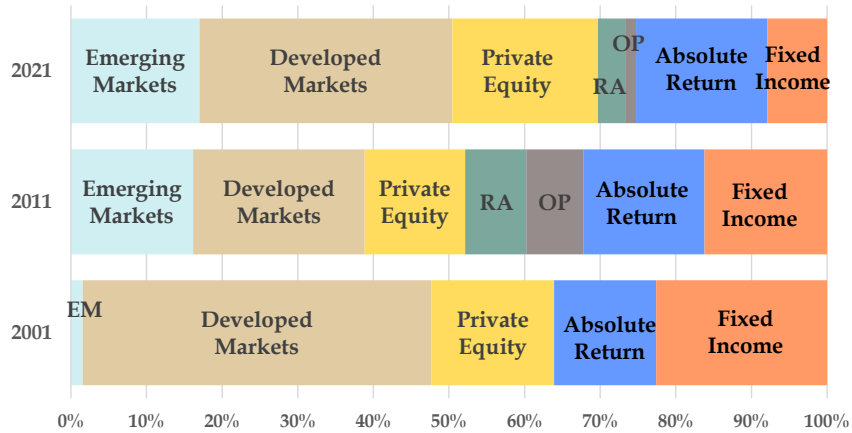 2021
Emerging
Markets
Developed
Markets
Private
Equity
RA
OP
Absolute
Return
Fixed
Income
2011
Emerging
Markets
Developed
Markets
Private
Equity
RA
OP
Absolute
Return
Fixed
Income
2001
EM
Developed
Markets
Private
Equity
Absolute
Return
Fixed
Income
0% 10% 20% 30% 40% 50% 60% 70% 80% 90% 100%